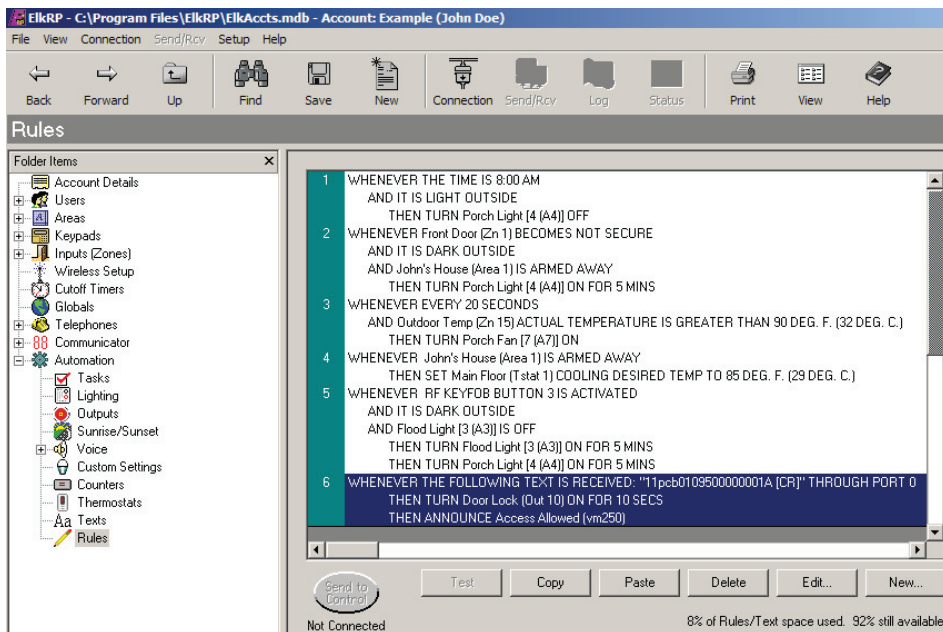 ElkRP - C:\Program Files\ElkRP\ElkAccts.mdb - Account: Example (John Doe)
File View Connection Send/Rcv Setup Help
Back Forward Up Find Save New Connection Send/Rcv Log Status Print View Help
Rules
Folder Items
Account Details
Users
Areas
Keypads
Inputs (Zones)
Wireless Setup
Cutoff Timers
Globals
Telephones
88 Communicator
Automation
Tasks
Lighting
Outputs
Sunrise/Sunset
Voice
Custom Settings
Counters
Thermostats
Aa Texts
Rules
1 WHENEVER THE TIME IS 8:00 AM
AND IT IS LIGHT OUTSIDE
THEN TURN Porch Light [4 (A4)] OFF
2 WHENEVER Front Door (Zn 1) BECOMES NOT SECURE
AND IT IS DARK OUTSIDE
AND John's House (Area 1) IS ARMED AWAY
THEN TURN Porch Light [4 (A4)] ON FOR 5 MINS
3 WHENEVER EVERY 20 SECONDS
AND Outdoor Temp (Zn 15) ACTUAL TEMPERATURE IS GREATER THAN 90 DEG. F. (32 DEG. C.)
THEN TURN Porch Fan [7 (A7)] ON
4 WHENEVER John's House (Area 1) IS ARMED AWAY
THEN SET Main Floor (Tstat 1) COOLING DESIRED TEMP TO 85 DEG. F. (29 DEG. C.)
5 WHENEVER RF KEYFOB BUTTON 3 IS ACTIVATED
AND IT IS DARK OUTSIDE
AND Flood Light [3 (A3)] IS OFF
THEN TURN Flood Light [3 (A3)] ON FOR 5 MINS
THEN TURN Porch Light [4 (A4)] ON FOR 5 MINS
6 WHENEVER THE FOLLOWING TEXT IS RECEIVED: "11pcb0109500000001A [CR]" THROUGH PORT 0
THEN TURN Door Lock (Out 10) ON FOR 10 SECS
THEN ANNOUNCE Access Allowed (vm250)
Send to
Control
Not Connected
Test Copy Paste Delete Edit... New...
8% of Rules/Text space used. 92% still available